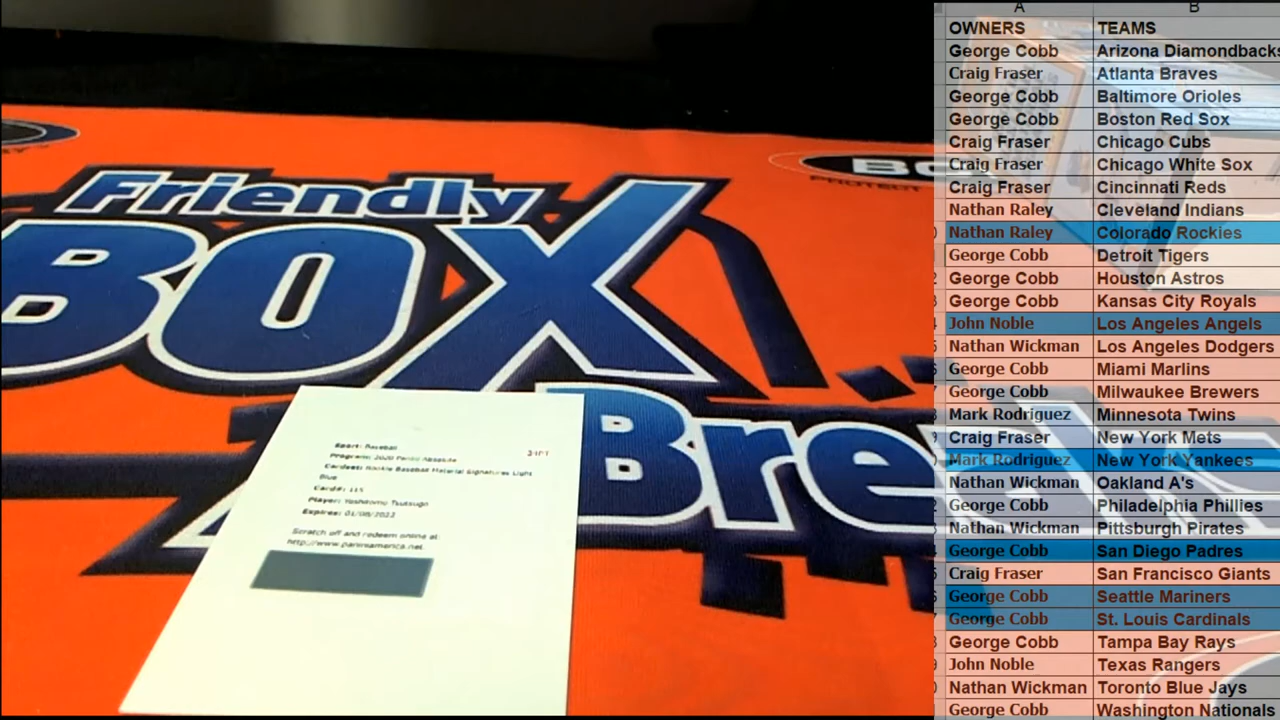 Friendly
BOX
Bre
PROTECT
Sport: Baseball
Program: 2020 Panini Absolute
Cardset: Rookie Baseball Material Signatures Light
Blue
Card#: 115
Player: Yoshitomo Tsutsugo
Expires: 01/08/2022
Scratch off and redeem online at
http://www.paniniamerica.net
A B
OWNERS TEAMS
George Cobb Arizona Diamondbacks
Craig Fraser Atlanta Braves
George Cobb Baltimore Orioles
George Cobb Boston Red Sox
Craig Fraser Chicago Cubs
Craig Fraser Chicago White Sox
Craig Fraser Cincinnati Reds
Nathan Raley Cleveland Indians
Nathan Raley Colorado Rockies
George Cobb Detroit Tigers
George Cobb Houston Astros
George Cobb Kansas City Royals
John Noble Los Angeles Angels
Nathan Wickman Los Angeles Dodgers
George Cobb Miami Marlins
George Cobb Milwaukee Brewers
Mark Rodriguez Minnesota Twins
Craig Fraser New York Mets
Mark Rodriguez New York Yankees
Nathan Wickman Oakland A's
George Cobb Philadelphia Phillies
Nathan Wickman Pittsburgh Pirates
George Cobb San Diego Padres
Craig Fraser San Francisco Giants
George Cobb Seattle Mariners
George Cobb St. Louis Cardinals
George Cobb Tampa Bay Rays
John Noble Texas Rangers
Nathan Wickman Toronto Blue Jays
George Cobb Washington Nationals